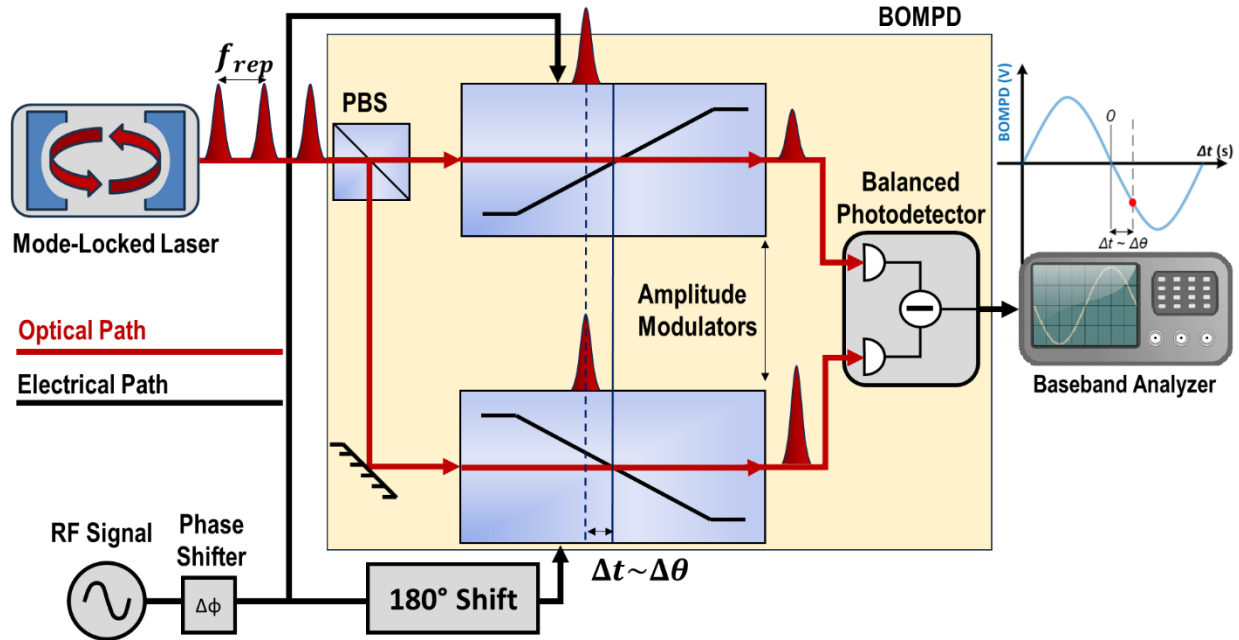 BOMPD
f_rep
PBS
Mode-Locked Laser
BOMPD (V)
0
Δt (s)
Δt ~ Δθ
Balanced
Photodetector
Amplitude
Modulators
Optical Path
Electrical Path
Baseband Analyzer
RF Signal
Phase
Shifter
Δϕ
180° Shift
Δt~Δθ